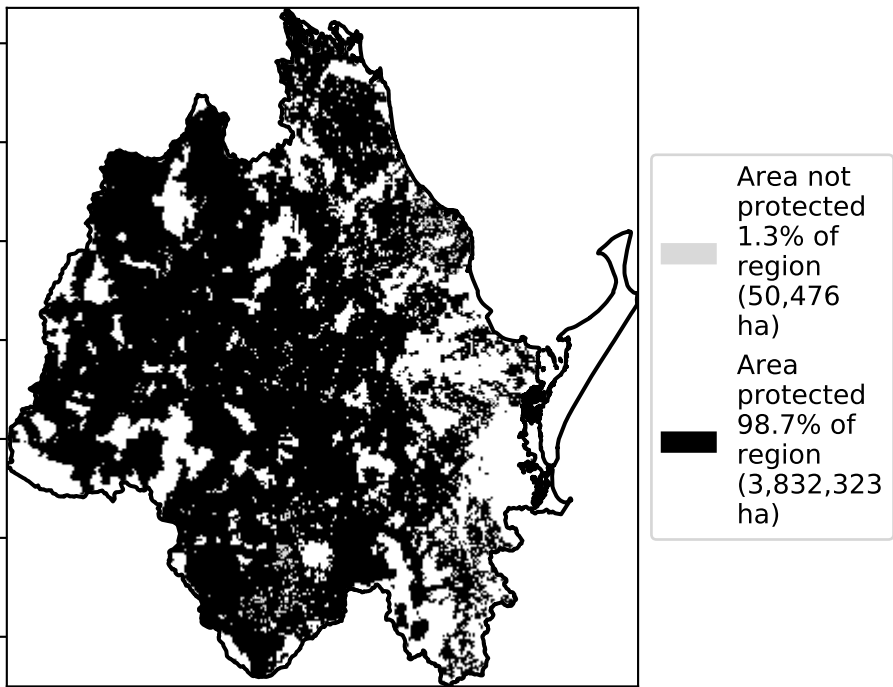 Area not
protected
1.3% of
region
(50,476
ha)
Area
protected
98.7% of
region
(3,832,323
ha)